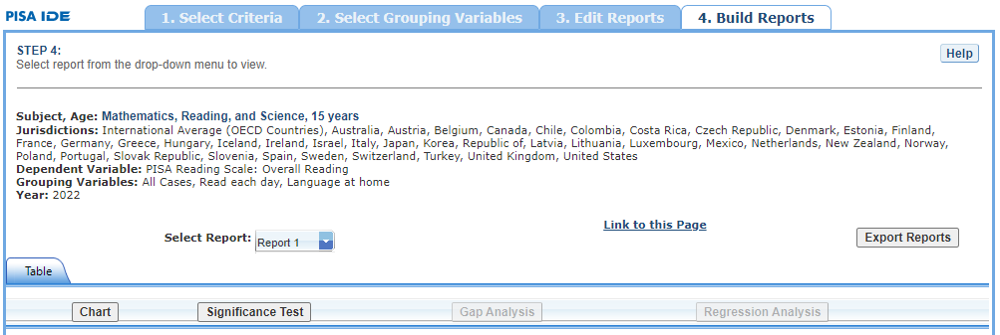 PISA IDE
1. Select Criteria
2. Select Grouping Variables
3. Edit Reports
4. Build Reports
STEP 4:
Select report from the drop-down menu to view.
Help
Subject, Age: Mathematics, Reading, and Science, 15 years
Jurisdictions: International Average (OECD Countries), Australia, Austria, Belgium, Canada, Chile, Colombia, Costa Rica, Czech Republic, Denmark, Estonia, Finland,
France, Germany, Greece, Hungary, Iceland, Ireland, Israel, Italy, Japan, Korea, Republic of, Latvia, Lithuania, Luxembourg, Mexico, Netherlands, New Zealand, Norway,
Poland, Portugal, Slovak Republic, Slovenia, Spain, Sweden, Switzerland, Turkey, United Kingdom, United States
Dependent Variable: PISA Reading Scale: Overall Reading
Grouping Variables: All Cases, Read each day, Language at home
Year: 2022
Link to this Page
Select Report: Report 1
Export Reports
Table
Chart
Significance Test
Gap Analysis
Regression Analysis